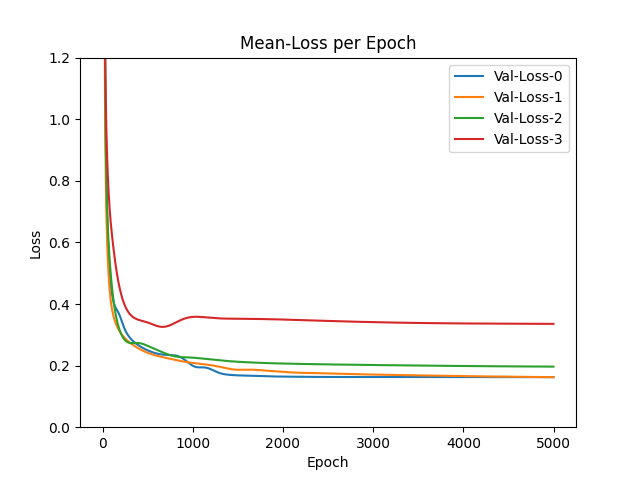 Mean-Loss per Epoch
Val-Loss-0
Val-Loss-1
Val-Loss-2
Val-Loss-3
Loss
1.2
1.0
0.8
0.6
0.4
0.2
0.0
0 1000 2000 3000 4000 5000
Epoch